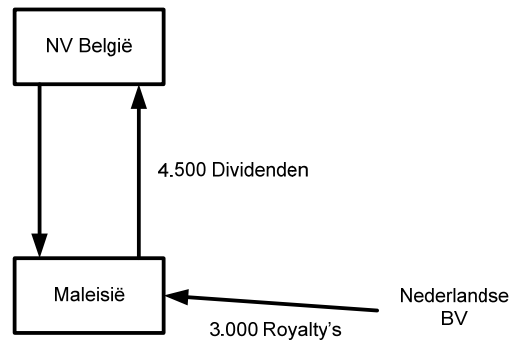 NV België
4.500 Dividenden
Maleisië
Nederlandse
BV
3.000 Royalty's